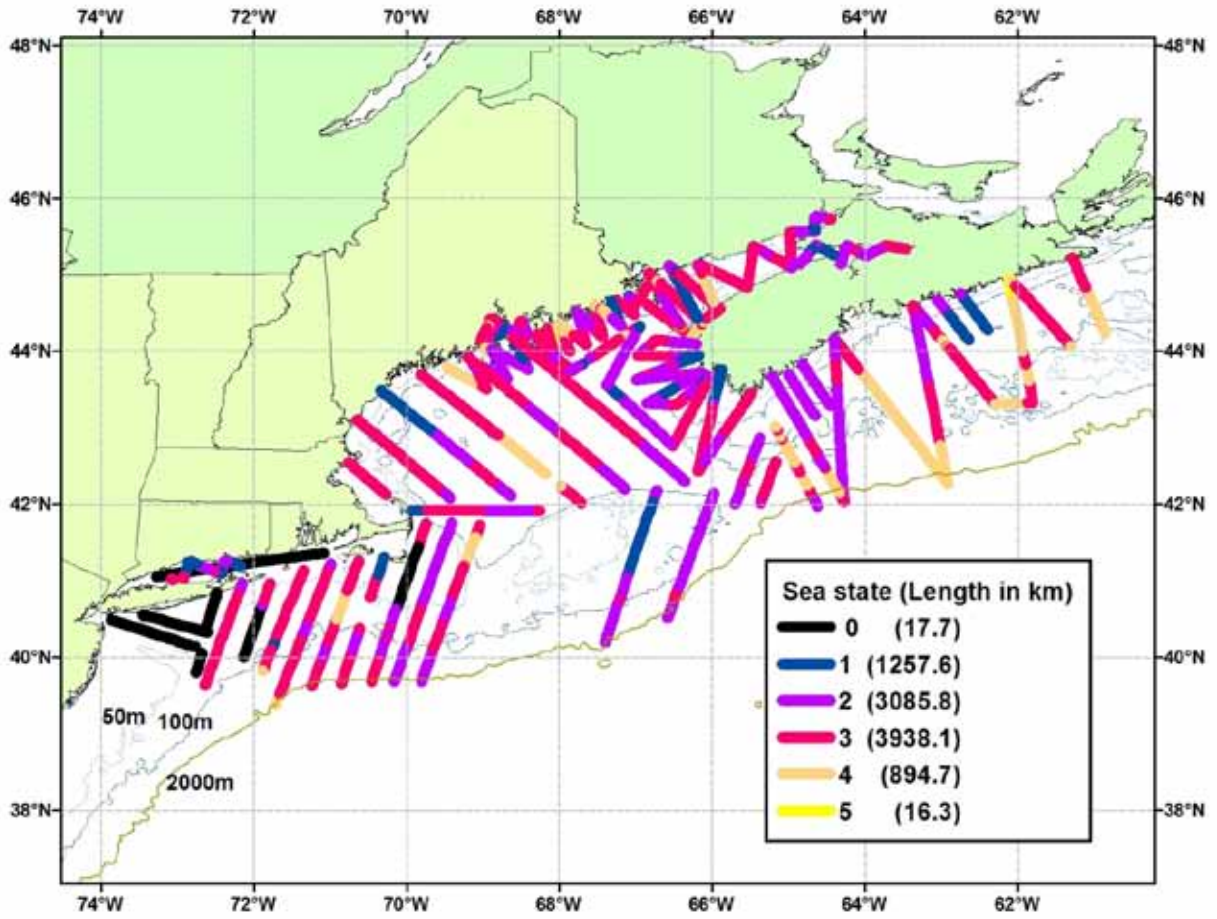 74°W 72°W 70°W 68°W 66°W 64°W 62°W
48°N 48°N
46°N 46°N
44°N 44°N
42°N 42°N
40°N 40°N
38°N 38°N
50m 100m
2000m
Sea state (Length in km)
0 (17.7)
1 (1257.6)
2 (3085.8)
3 (3938.1)
4 (894.7)
5 (16.3)
74°W 72°W 70°W 68°W 66°W 64°W 62°W